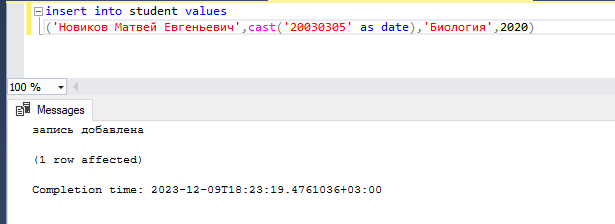 insert into student values
('Новиков Матвей Евгеньевич',cast('20030305' as date),'Биология',2020)
100 %
Messages
запись добавлена
(1 row affected)
Completion time: 2023-12-09T18:23:19.4761036+03:00